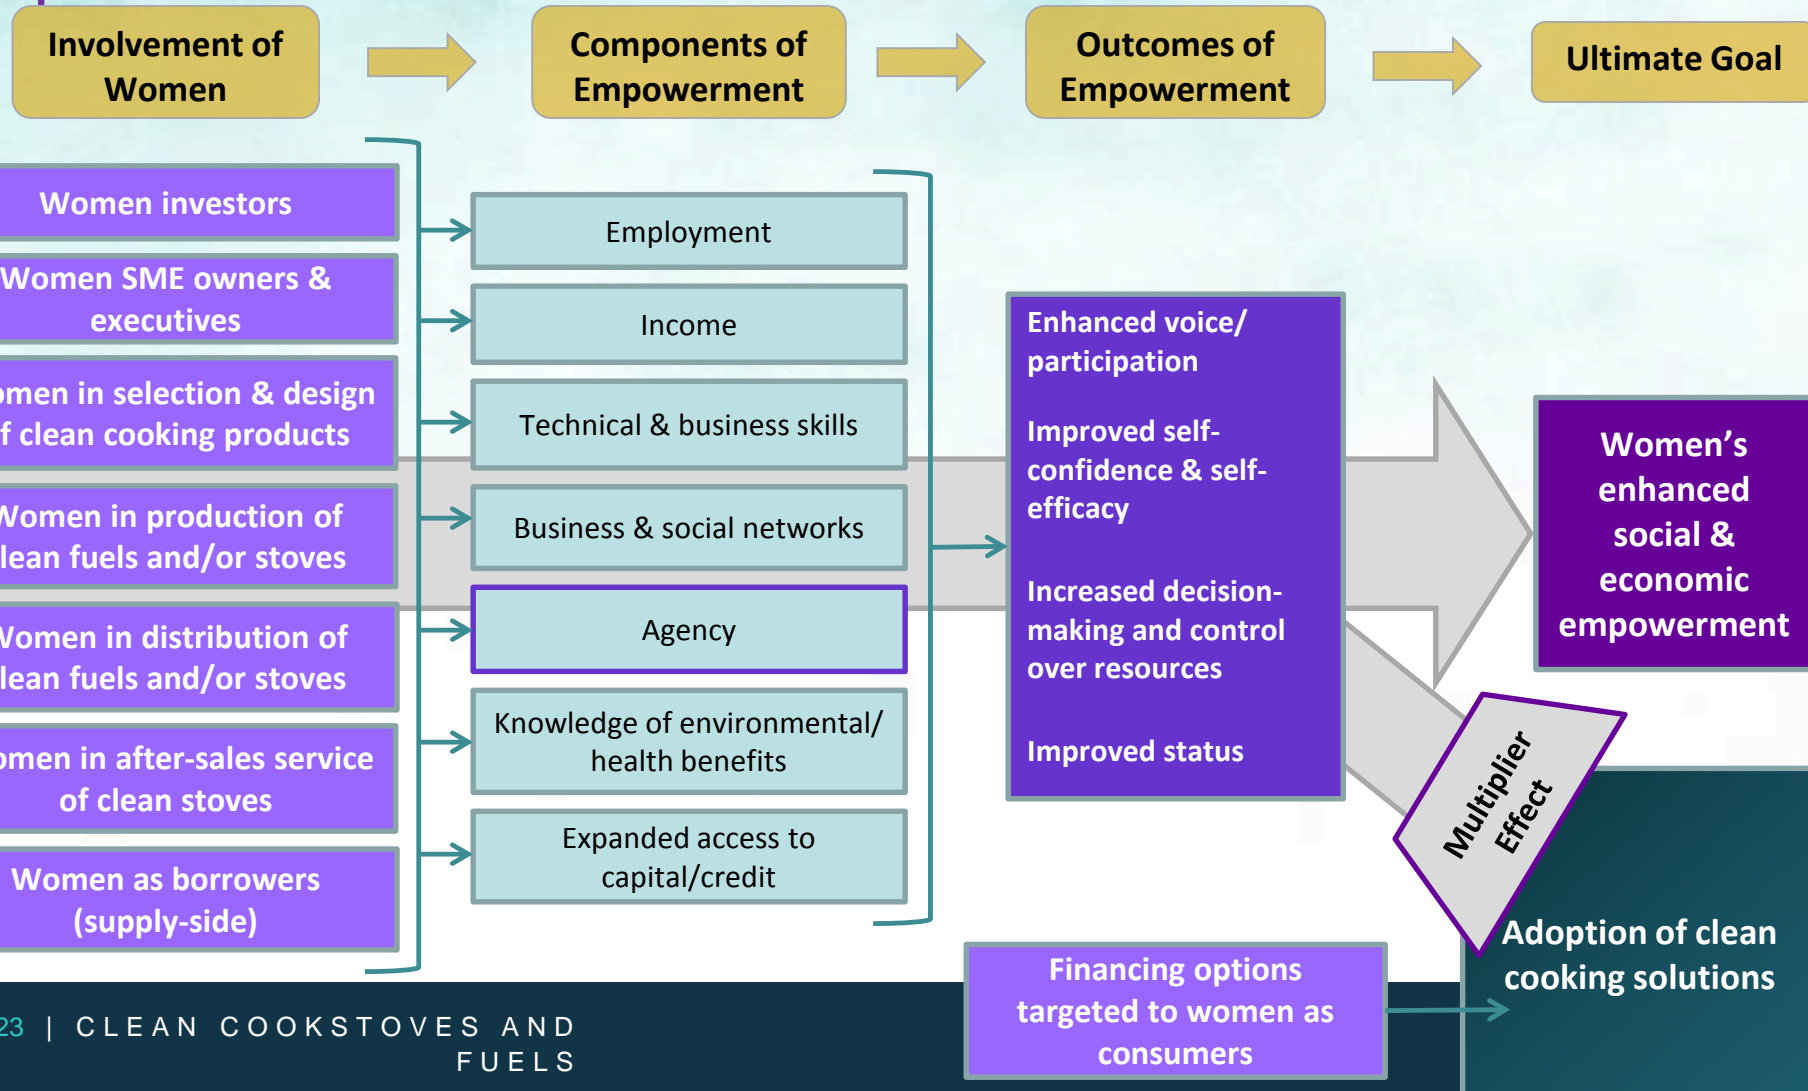 Involvement of
Women
Components of
Empowerment
Outcomes of
Empowerment
Ultimate Goal
Women investors
Women SME owners &
executives
omen in selection & design
f clean cooking products
Women in production of
lean fuels and/or stoves
Women in distribution of
lean fuels and/or stoves
omen in after-sales service
of clean stoves
Women as borrowers
(supply-side)
Employment
Income
Technical & business skills
Business & social networks
Agency
Knowledge of environmental/
health benefits
Expanded access to
capital/credit
Enhanced voice/
participation
Improved self-
confidence & self-
efficacy
Increased decision-
making and control
over resources
Improved status
Women’s
enhanced
social &
economic
empowerment
Multiplier
Effect
Adoption of clean
cooking solutions
Financing options
targeted to women as
consumers
23 | CLEAN COOKSTOVES AND
FUELS